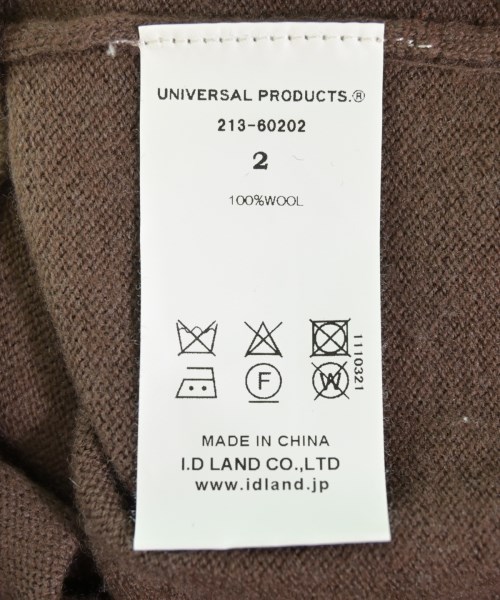 UNIVERSAL PRODUCTS.®
213-60202
2
100%WOOL
1110321
F
W
MADE IN CHINA
I.D LAND CO.,LTD
www.idland.jp